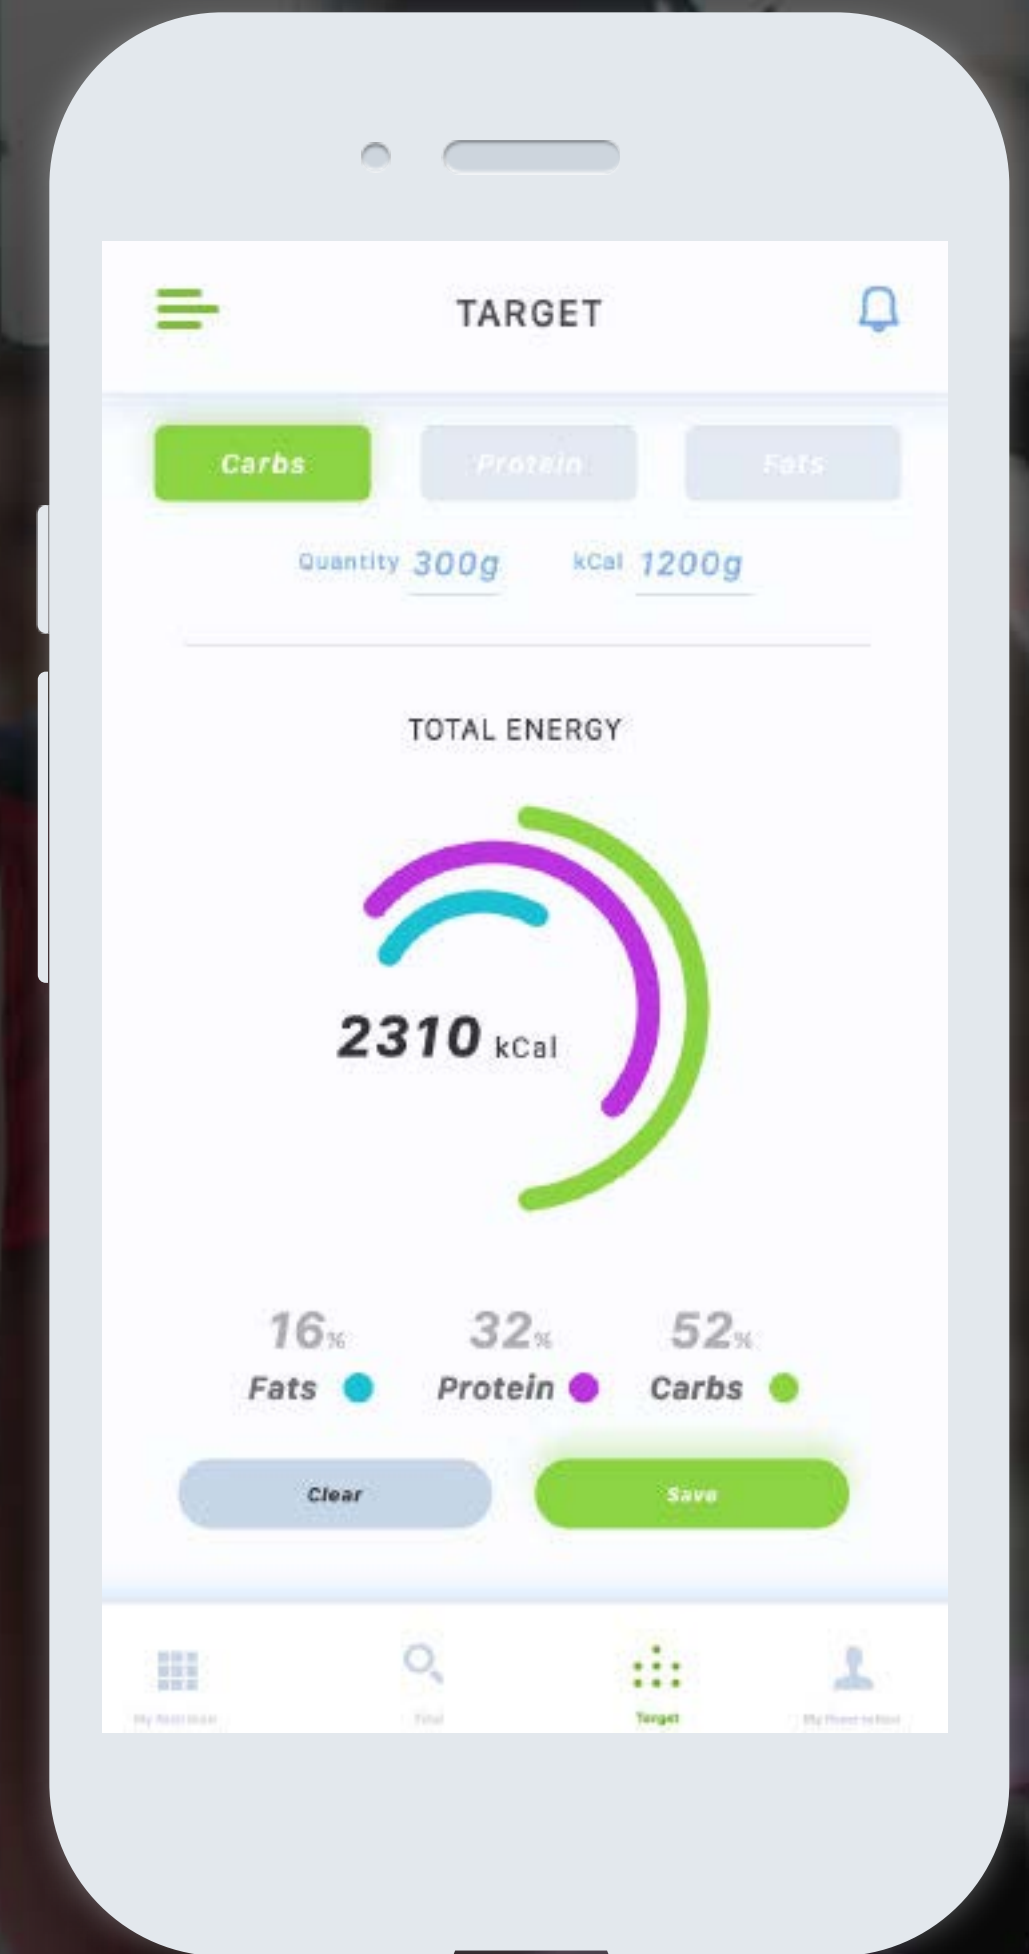 TARGET
Carbs Protein Fats
Quantity 300g kCal 1200g
TOTAL ENERGY
2310 kCal
16% 32% 52%
Fats Protein Carbs
Clear Save
Target